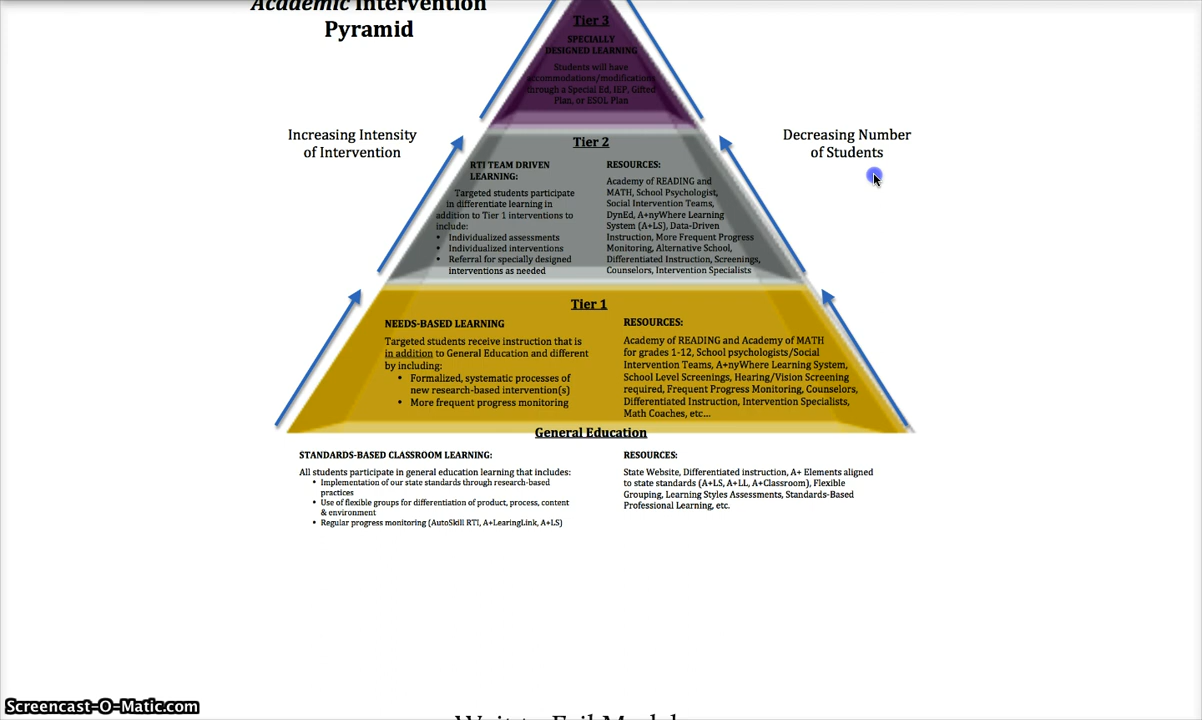 Academic Intervention
Pyramid
Tier 3
SPECIALLY
DESIGNED LEARNING
Students will have
accommodations/modifications
through a Special Ed, IEP, Gifted
Plan, or ESOL Plan
Increasing Intensity
of Intervention
Decreasing Number
of Students
Tier 2
RTI TEAM DRIVEN
LEARNING:
Targeted students participate
in differentiate learning in
addition to Tier 1 interventions to
include:
• Individualized assessments
• Individualized interventions
• Referral for specially designed
interventions as needed
RESOURCES:
Academy of READING and
MATH, School Psychologist,
Social Intervention Teams,
DynEd, A+nyWhere Learning
System (A+LS), Data-Driven
Instruction, More Frequent Progress
Monitoring, Alternative School,
Differentiated Instruction, Screenings,
Counselors, Intervention Specialists
Tier 1
NEEDS-BASED LEARNING
Targeted students receive instruction that is
in addition to General Education and different
by including:
• Formalized, systematic processes of
new research-based intervention(s)
• More frequent progress monitoring
RESOURCES:
Academy of READING and Academy of MATH
for grades 1-12, School psychologists/Social
Intervention Teams, A+nyWhere Learning System,
School Level Screenings, Hearing/Vision Screening
required, Frequent Progress Monitoring, Counselors,
Differentiated Instruction, Intervention Specialists,
Math Coaches, etc...
General Education
STANDARDS-BASED CLASSROOM LEARNING:
All students participate in general education learning that includes:
• Implementation of our state standards through research-based
practices
• Use of flexible groups for differentiation of product, process, content
& environment
• Regular progress monitoring (AutoSkill RTI, A+LearingLink, A+LS)
RESOURCES:
State Website, Differentiated instruction, A+ Elements aligned
to state standards (A+LS, A+LL, A+Classroom), Flexible
Grouping, Learning Styles Assessments, Standards-Based
Professional Learning, etc.
Screencast-O-Matic.com